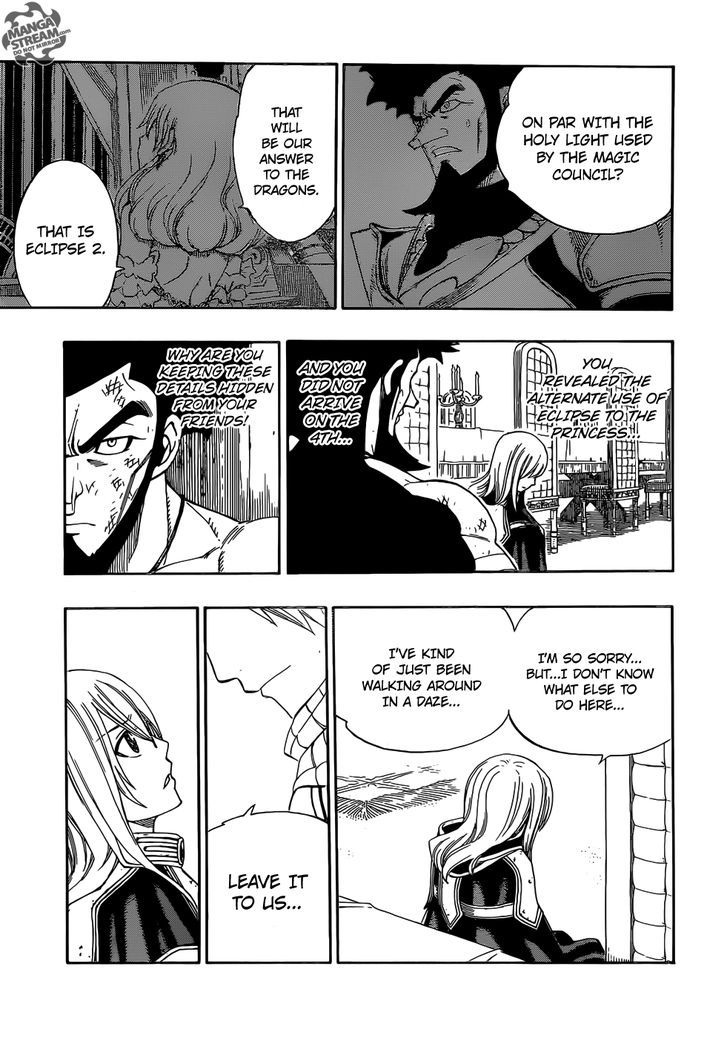 MANGA
STREAM.com
DO NOT MIRROR
ON PAR WITH THE
HOLY LIGHT USED
BY THE MAGIC
COUNCIL?
THAT
WILL
BE OUR
ANSWER
TO THE
DRAGONS.
THAT IS
ECLIPSE 2.
YOU
REVEALED THE
ALTERNATE USE OF
ECLIPSE TO THE
PRINCESS...
AND YOU
DID NOT
ARRIVE
ON THE
4TH...
WHY ARE YOU
KEEPING THESE
DETAILS HIDDEN
FROM YOUR
FRIENDS!
I'M SO SORRY...
BUT...I DON'T KNOW
WHAT ELSE TO
DO HERE...
I'VE KIND
OF JUST BEEN
WALKING AROUND
IN A DAZE...
LEAVE IT
TO US...